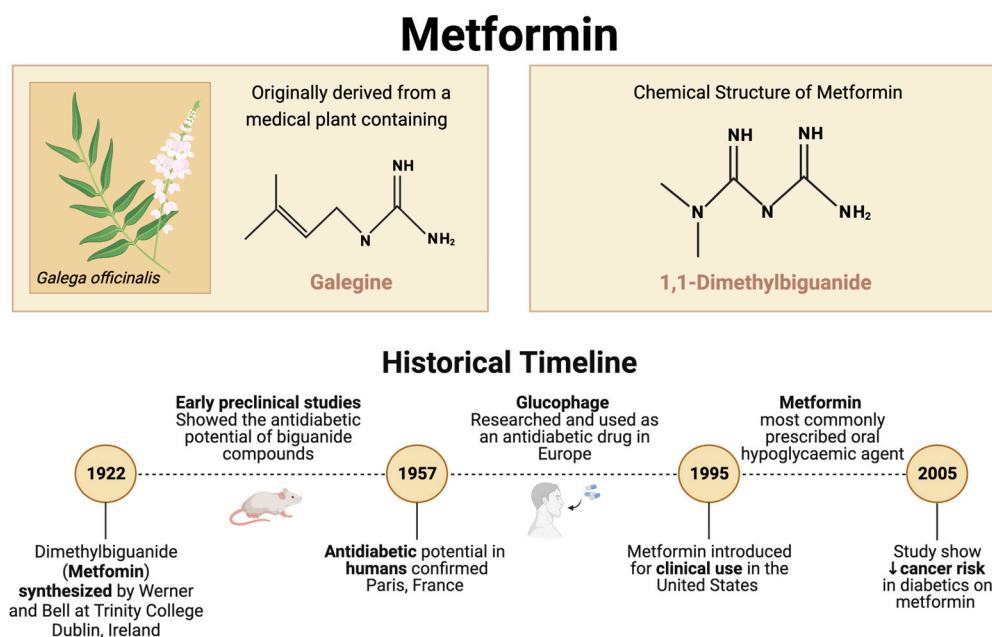 Metformin
Originally derived from a
medical plant containing
NH
N
NH₂
Galega officinalis
Galegine
Chemical Structure of Metformin
NH
NH
N
N
NH₂
1,1-Dimethylbiguanide
Historical Timeline
Early preclinical studies
Showed the antidiabetic
potential of biguanide
compounds
Glucophage
Researched and used as
an antidiabetic drug in
Europe
Metformin
most commonly
prescribed oral
hypoglycaemic agent
1922
1957
1995
2005
Dimethylbiguanide
(Metfomin)
synthesized by Werner
and Bell at Trinity College
Dublin, Ireland
Antidiabetic potential in
humans confirmed
Paris, France
Metformin introduced
for clinical use in the
United States
Study show
↓cancer risk
in diabetics on
metformin